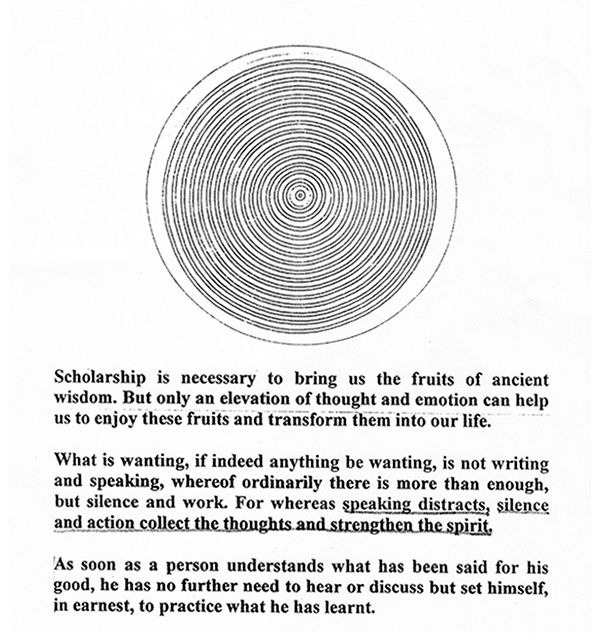 Scholarship is necessary to bring us the fruits of ancient
wisdom. But only an elevation of thought and emotion can help
us to enjoy these fruits and transform them into our life.
What is wanting, if indeed anything be wanting, is not writing
and speaking, whereof ordinarily there is more than enough,
but silence and work. For whereas speaking distracts, silence
and action collect the thoughts and strengthen the spirit.
As soon as a person understands what has been said for his
good, he has no further need to hear or discuss but set himself,
in earnest, to practice what he has learnt.